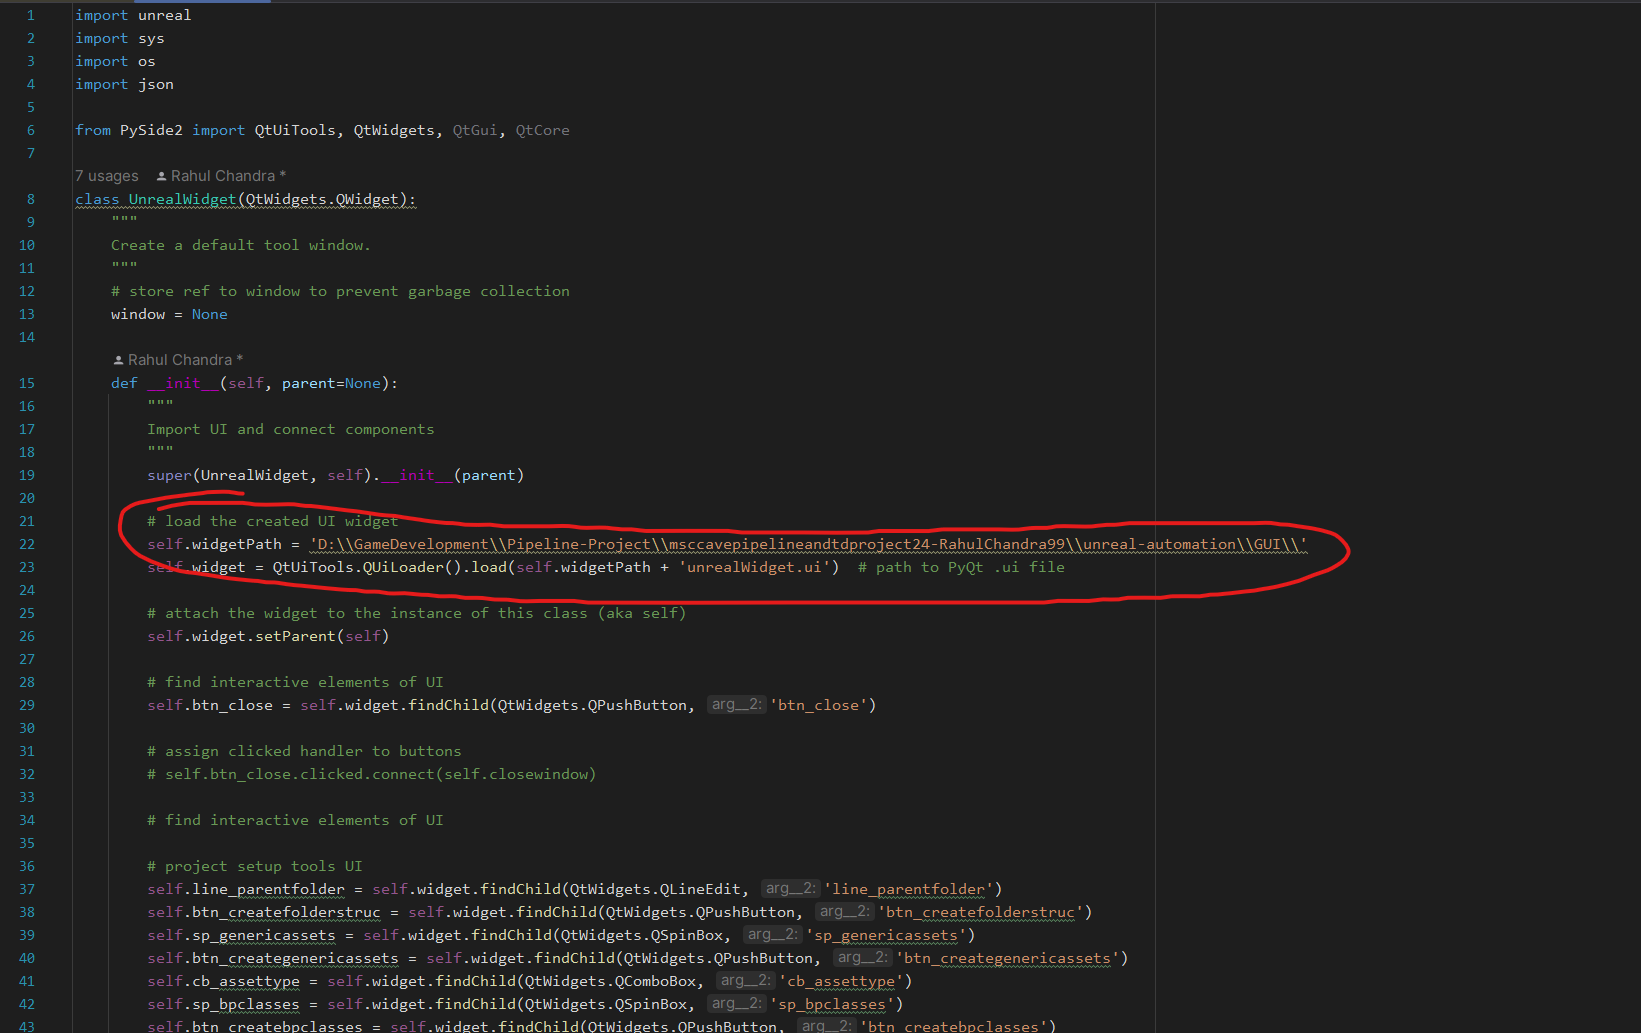 1 import unreal
2 import sys
3 import os
4 import json
5
6 from PySide2 import QtUiTools, QtWidgets, QtGui, QtCore
7
7 usages Rahul Chandra *
8 class UnrealWidget(QtWidgets.QWidget):
9 """
10 Create a default tool window.
11 """
12 # store ref to window to prevent garbage collection
13 window = None
14
Rahul Chandra *
15 def __init__(self, parent=None):
16 """
17 Import UI and connect components
18 """
19 super(UnrealWidget, self).__init__(parent)
20
21 # load the created UI widget
22 self.widgetPath = 'D:\\GameDevelopment\\Pipeline-Project\\msccavepipelineandtdproject24-RahulChandra99\\unreal-automation\\GUI\\'
23 self.widget = QtUiTools.QUiLoader().load(self.widgetPath + 'unrealWidget.ui') # path to PyQt .ui file
24
25 # attach the widget to the instance of this class (aka self)
26 self.widget.setParent(self)
27
28 # find interactive elements of UI
29 self.btn_close = self.widget.findChild(QtWidgets.QPushButton, arg__2: 'btn_close')
30
31 # assign clicked handler to buttons
32 # self.btn_close.clicked.connect(self.closewindow)
33
34 # find interactive elements of UI
35
36 # project setup tools UI
37 self.line_parentfolder = self.widget.findChild(QtWidgets.QLineEdit, arg__2: 'line_parentfolder')
38 self.btn_createfolderstruc = self.widget.findChild(QtWidgets.QPushButton, arg__2: 'btn_createfolderstruc')
39 self.sp_genericassets = self.widget.findChild(QtWidgets.QSpinBox, arg__2: 'sp_genericassets')
40 self.btn_creategenericassets = self.widget.findChild(QtWidgets.QPushButton, arg__2: 'btn_creategenericassets')
41 self.cb_assettype = self.widget.findChild(QtWidgets.QComboBox, arg__2: 'cb_assettype')
42 self.sp_bpclasses = self.widget.findChild(QtWidgets.QSpinBox, arg__2: 'sp_bpclasses')
43 self.btn_createbpclasses = self.widget.findChild(QtWidgets.QPushButton, arg__2: 'btn_createbpclasses')